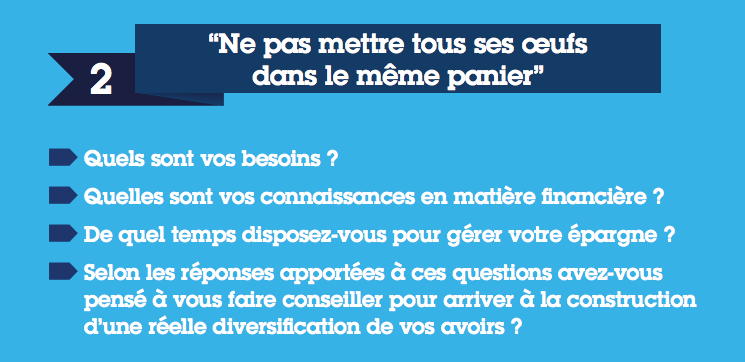 2
“Ne pas mettre tous ses œufs
dans le même panier”
Quels sont vos besoins ?
Quelles sont vos connaissances en matière financière ?
De quel temps disposez-vous pour gérer votre épargne ?
Selon les réponses apportées à ces questions avez-vous
pensé à vous faire conseiller pour arriver à la construction
d'une réelle diversification de vos avoirs ?